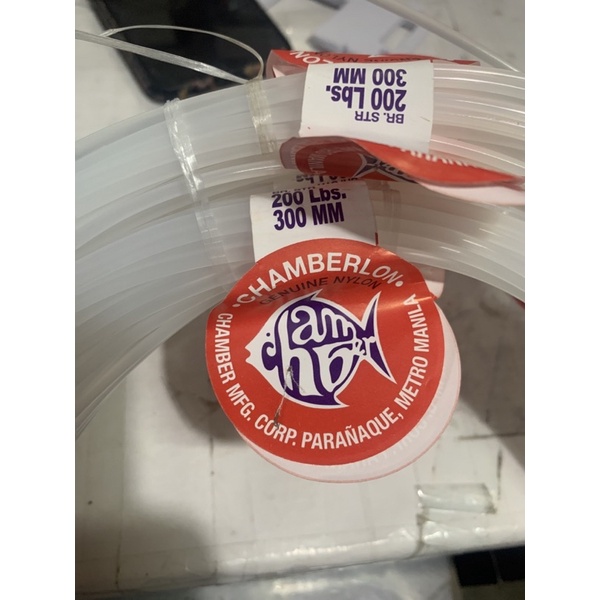 BR. STR
200 Lbs.
300 MM
200 Lbs.
300 MM
•CHAMBERLON•
GENUINE NYLON
chamber
CHAMBER MFG. CORP. PARAÑAQUE, METRO MANILA